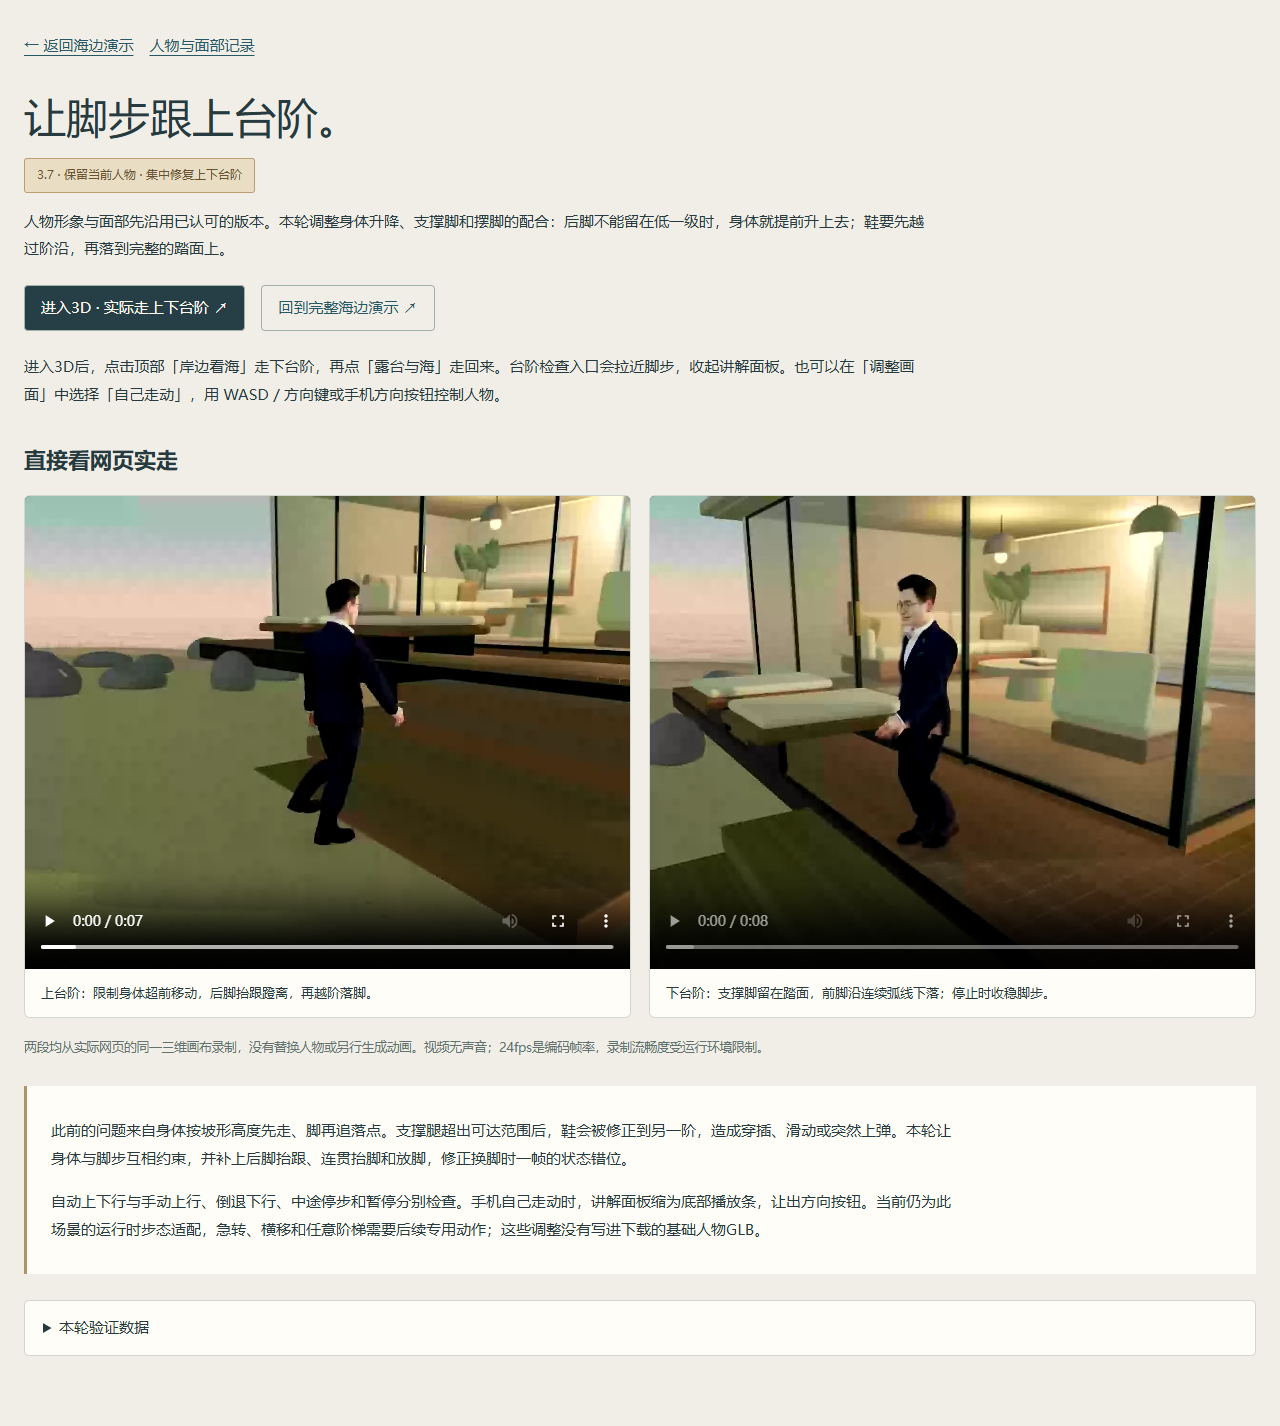 ← 返回海边演示 人物与面部记录
让脚步跟上台阶。
3.7 · 保留当前人物 · 集中修复上下台阶
人物形象与面部先沿用已认可的版本。本轮调整身体升降、支撑脚和摆脚的配合：后脚不能留在低一级时，身体就提前升上去；鞋要先越
过阶沿，再落到完整的踏面上。
进入3D · 实际走上下台阶 ↗ 回到完整海边演示 ↗
进入3D后，点击顶部「岸边看海」走下台阶，再点「露台与海」走回来。台阶检查入口会拉近脚步，收起讲解面板。也可以在「调整画
面」中选择「自己走动」，用 WASD / 方向键或手机方向按钮控制人物。
直接看网页实走
0:00 / 0:07
上台阶：限制身体超前移动，后脚抬跟蹬离，再越阶落脚。
0:00 / 0:08
下台阶：支撑脚留在踏面，前脚沿连续弧线下落；停止时收稳脚步。
两段均从实际网页的同一三维画布录制，没有替换人物或另行生成动画。视频无声音；24fps是编码帧率，录制流畅度受运行环境限制。
此前的问题来自身体按坡形高度先走、脚再追落点。支撑腿超出可达范围后，鞋会被修正到另一阶，造成穿插、滑动或突然上弹。本轮让
身体与脚步互相约束，并补上后脚抬跟、连贯抬脚和放脚，修正换脚时一帧的状态错位。
自动上下行与手动上行、倒退下行、中途停步和暂停分别检查。手机自己走动时，讲解面板缩为底部播放条，让出方向按钮。当前仍为此
场景的运行时步态适配，急转、横移和任意阶梯需要后续专用动作；这些调整没有写进下载的基础人物GLB。
▶ 本轮验证数据